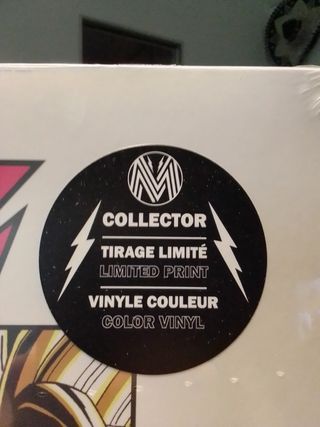 M
COLLECTOR
TIRAGE LIMITÉ
LIMITED PRINT
VINYLE COULEUR
COLOR VINYL